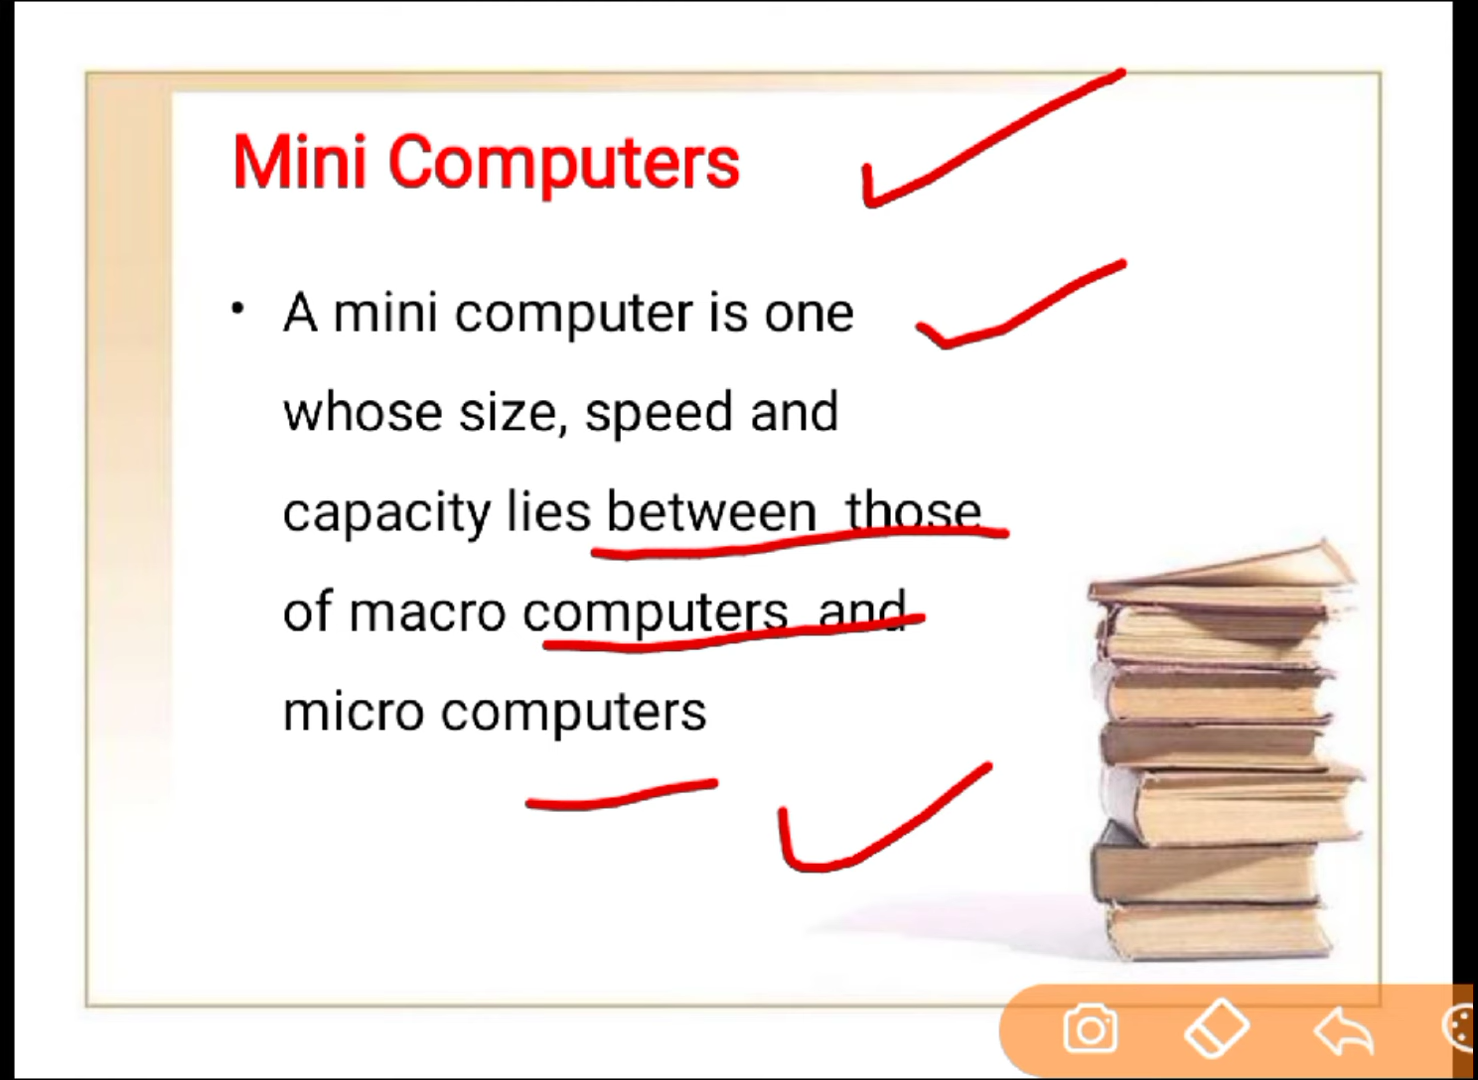 Mini Computers
• A mini computer is one
whose size, speed and
capacity lies between those
of macro computers and
micro computers